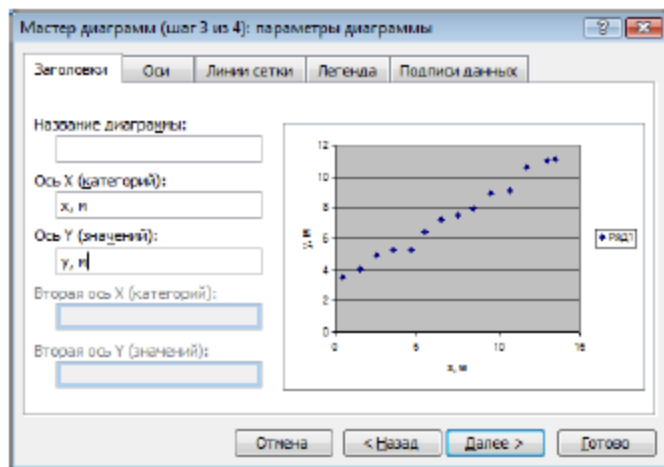 Мастер диаграмм (шаг 3 из 4): параметры диаграммы
Заголовки Оси Линии сетки Легенда Подписи данных
Название диаграммы:
Ось X (категорий):
x, м
Ось Y (значений):
y, м
Вторая ось X (категорий):
Вторая ось Y (значений):
12
10
8
6
4
2
0
y, м
0 5 10 15
x, м
Ряд1
Отмена < Назад Далее > Готово